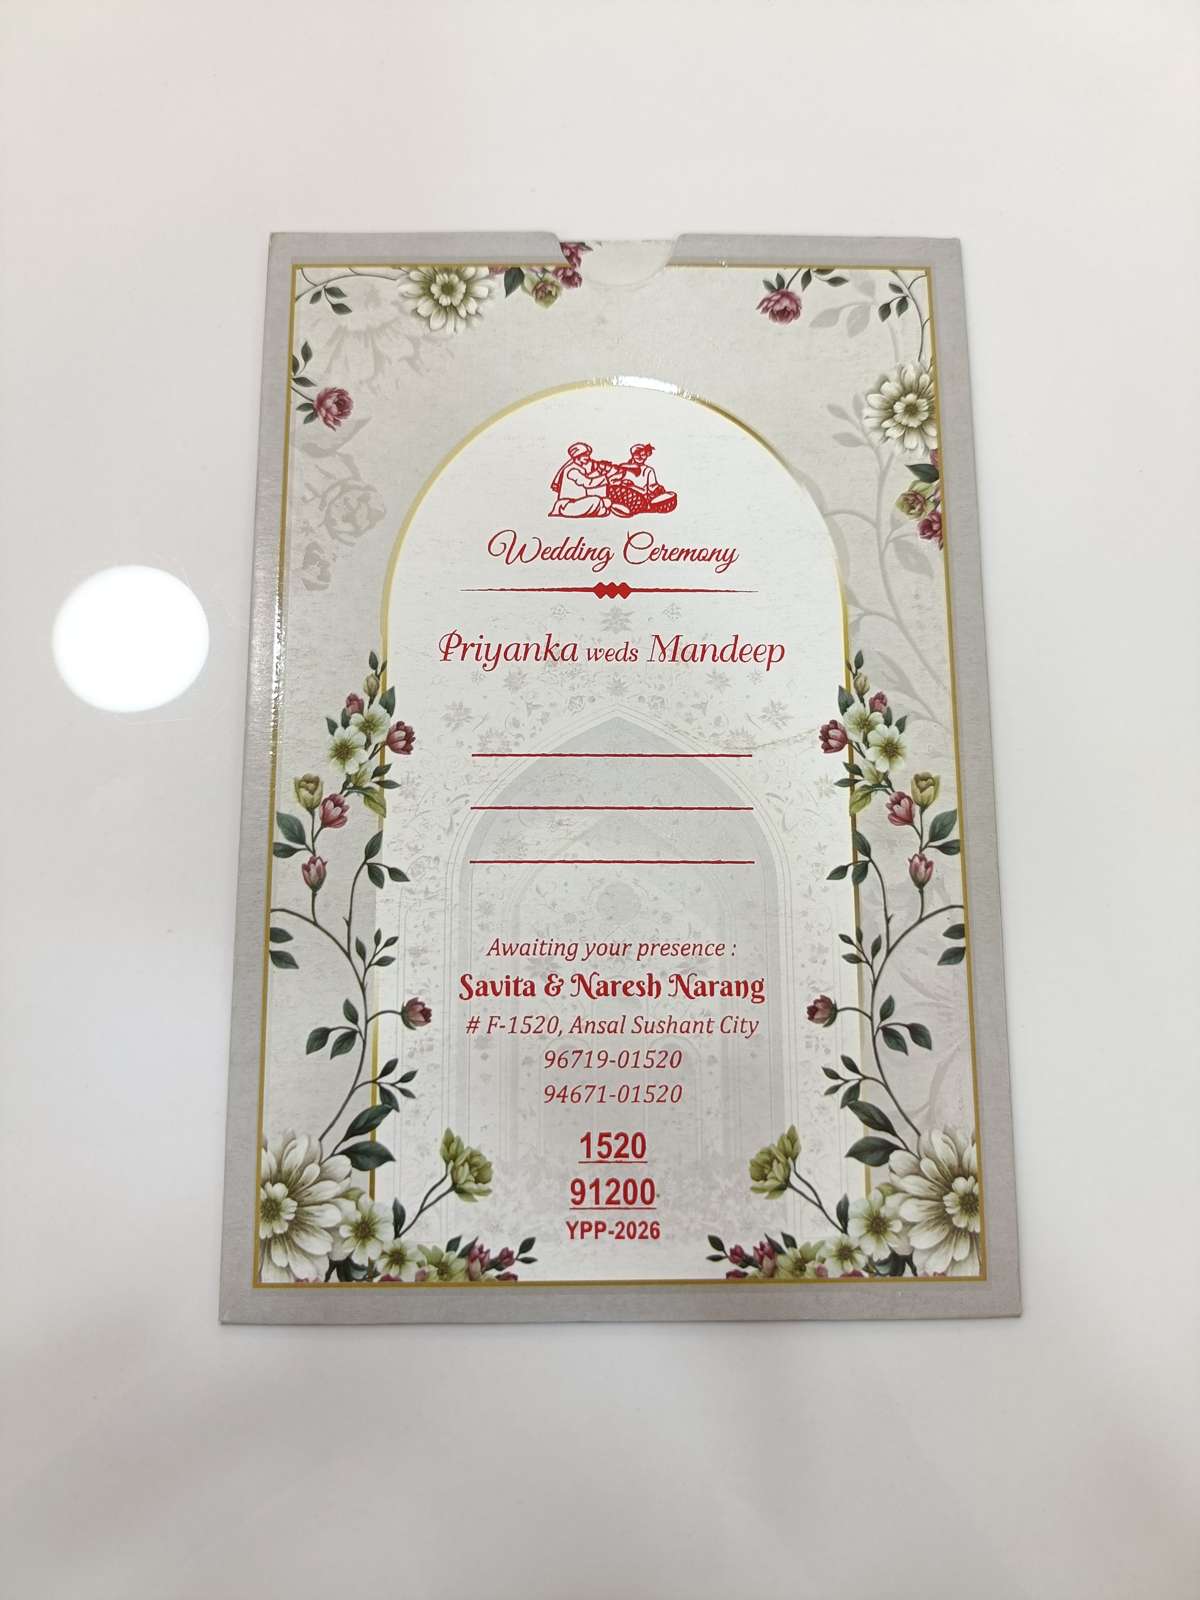 Wedding Ceremony
Priyanka weds Mandeep
Awaiting your presence :
Savita & Naresh Narang
# F-1520, Ansal Sushant City
96719-01520
94671-01520
1520
91200
YPP-2026